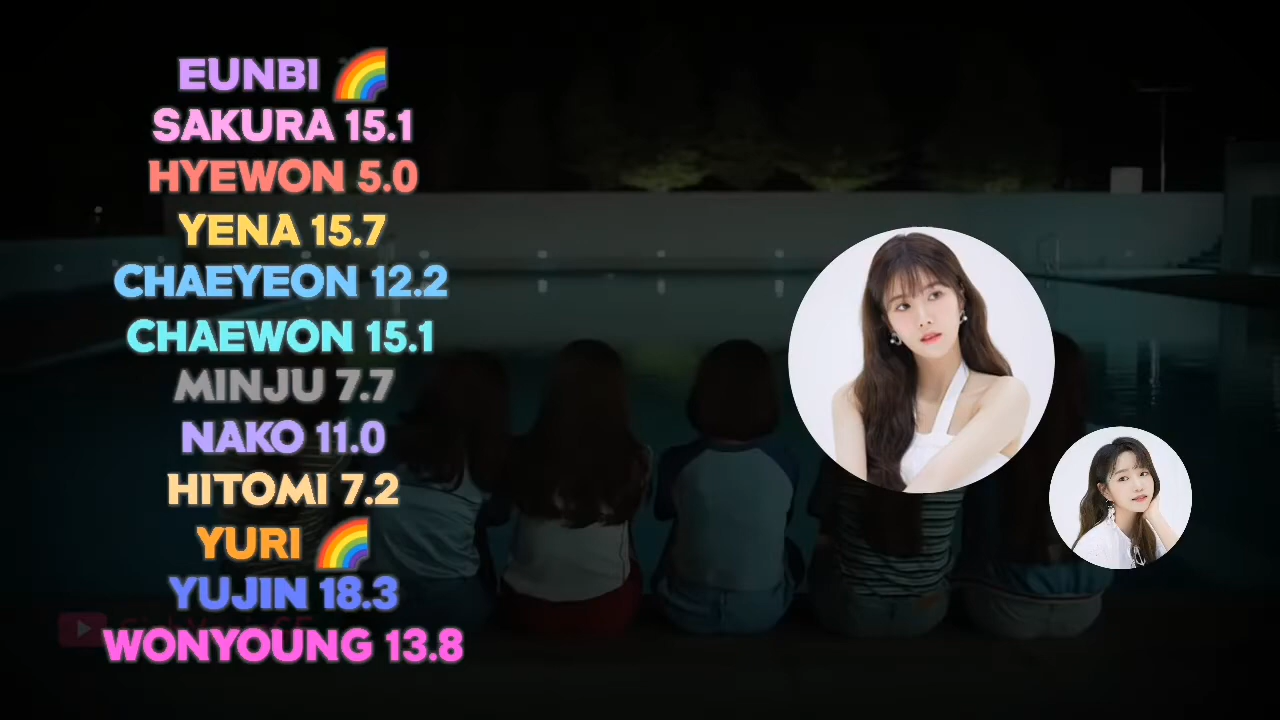 EUNBI 🌈
SAKURA 15.1
HYEWON 5.0
YENA 15.7
CHAEYEON 12.2
CHAEWON 15.1
MINJU 7.7
NAKO 11.0
HITOMI 7.2
YURI 🌈
YUJIN 18.3
WONYOUNG 13.8